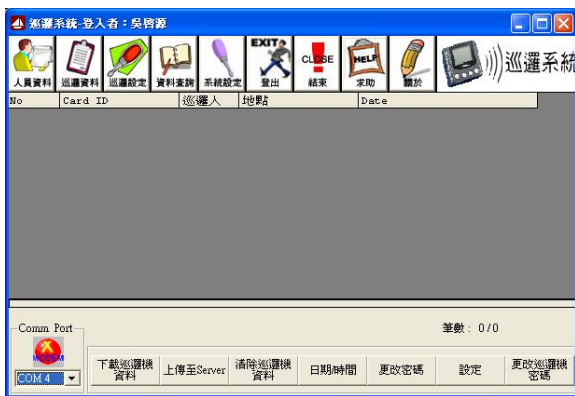 巡邏系統-登入者：吳啓源
人員資料 巡邏資料 巡邏設定 資料查詢 系統設定 EXIT 登出 CLOSE 結束 HELP 求助 關於 巡邏系統
No Card ID 巡邏人 地點 Date
Comm Port
筆數：0/0
MODEM
COM 4
下載巡邏機資料 上傳至Server 清除巡邏機資料 日期/時間 更改密碼 設定 更改巡邏機密碼